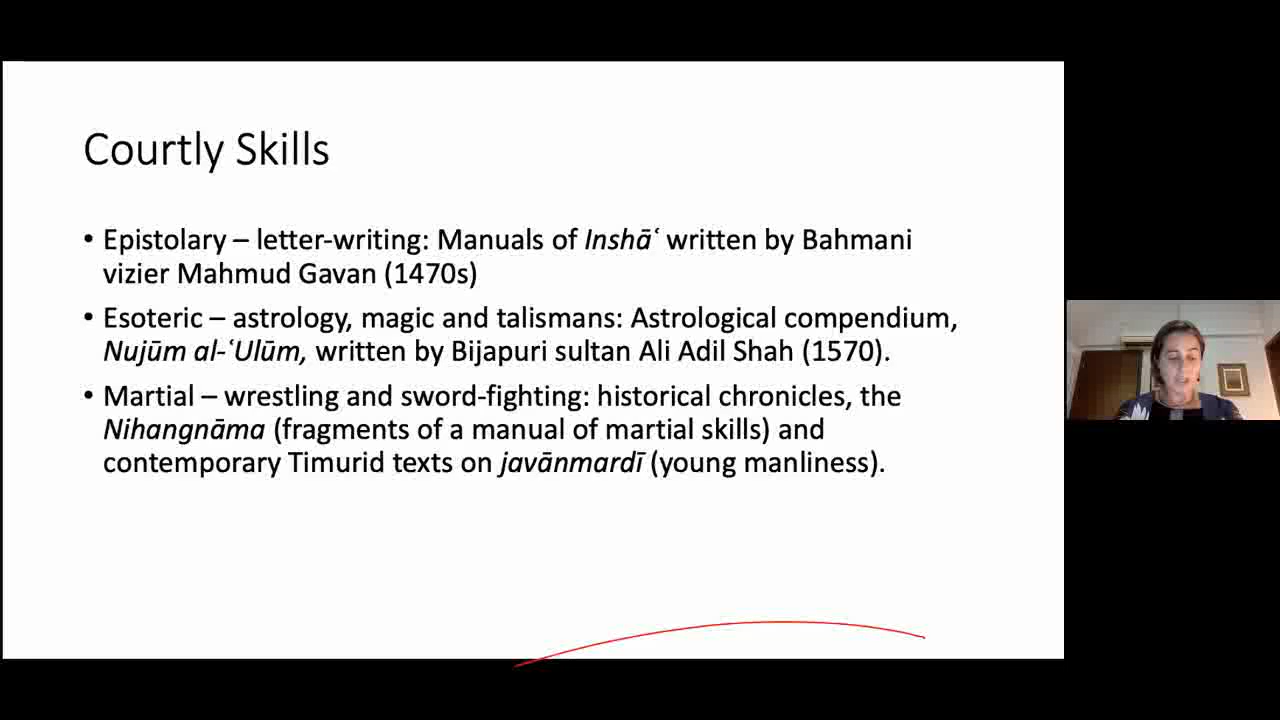 Courtly Skills
• Epistolary – letter-writing: Manuals of Inshāʿ written by Bahmani
vizier Mahmud Gavan (1470s)
• Esoteric – astrology, magic and talismans: Astrological compendium,
Nujūm al-ʿUlūm, written by Bijapuri sultan Ali Adil Shah (1570).
• Martial – wrestling and sword-fighting: historical chronicles, the
Nihangnāma (fragments of a manual of martial skills) and
contemporary Timurid texts on javānmardī (young manliness).